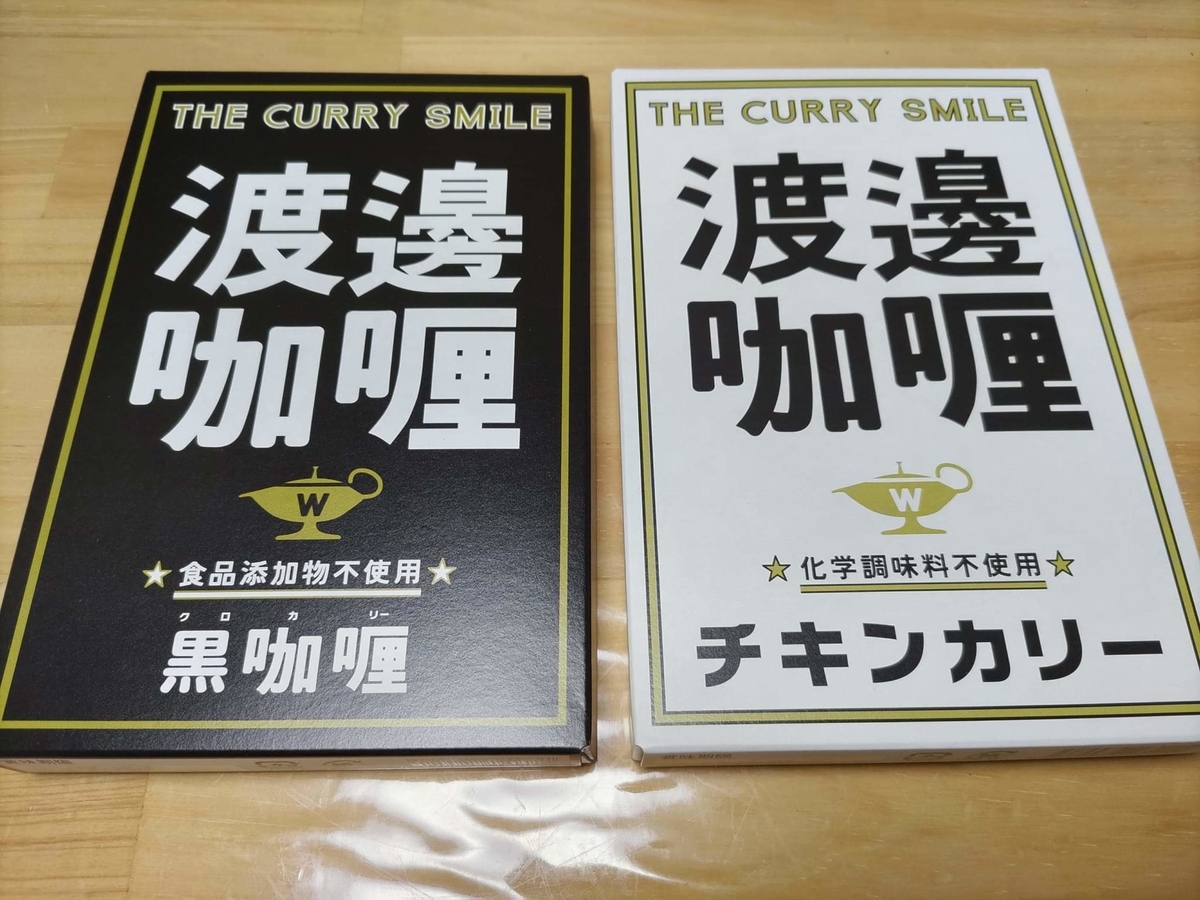 THE CURRY SMILE
渡邊
咖喱
W
★食品添加物不使用★
クロ カリー
黒咖喱
THE CURRY SMILE
渡邊
咖喱
W
★化学調味料不使用★
チキンカリー